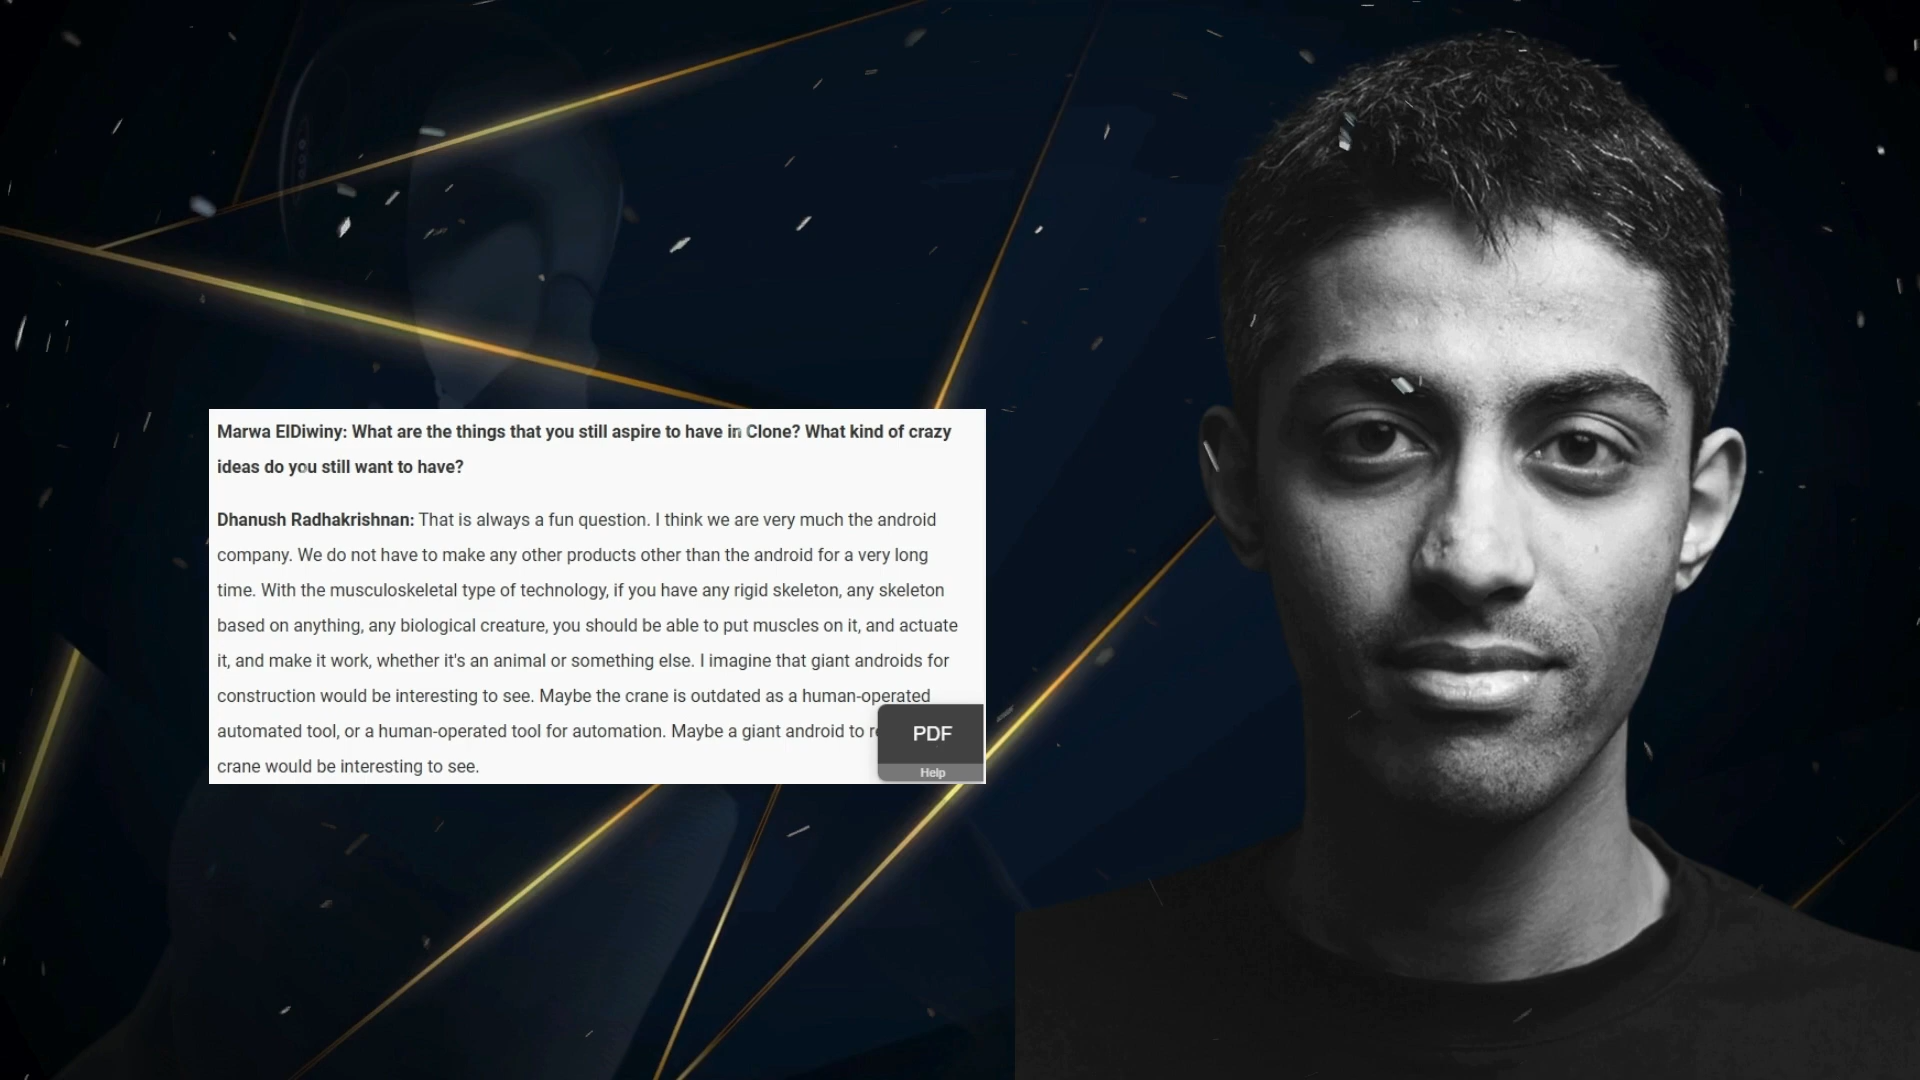 Marwa ElDiwiny: What are the things that you still aspire to have in Clone? What kind of crazy
ideas do you still want to have?
Dhanush Radhakrishnan: That is always a fun question. I think we are very much the android
company. We do not have to make any other products other than the android for a very long
time. With the musculoskeletal type of technology, if you have any rigid skeleton, any skeleton
based on anything, any biological creature, you should be able to put muscles on it, and actuate
it, and make it work, whether it's an animal or something else. I imagine that giant androids for
construction would be interesting to see. Maybe the crane is outdated as a human-operated
automated tool, or a human-operated tool for automation. Maybe a giant android to
crane would be interesting to see.
PDF
Help